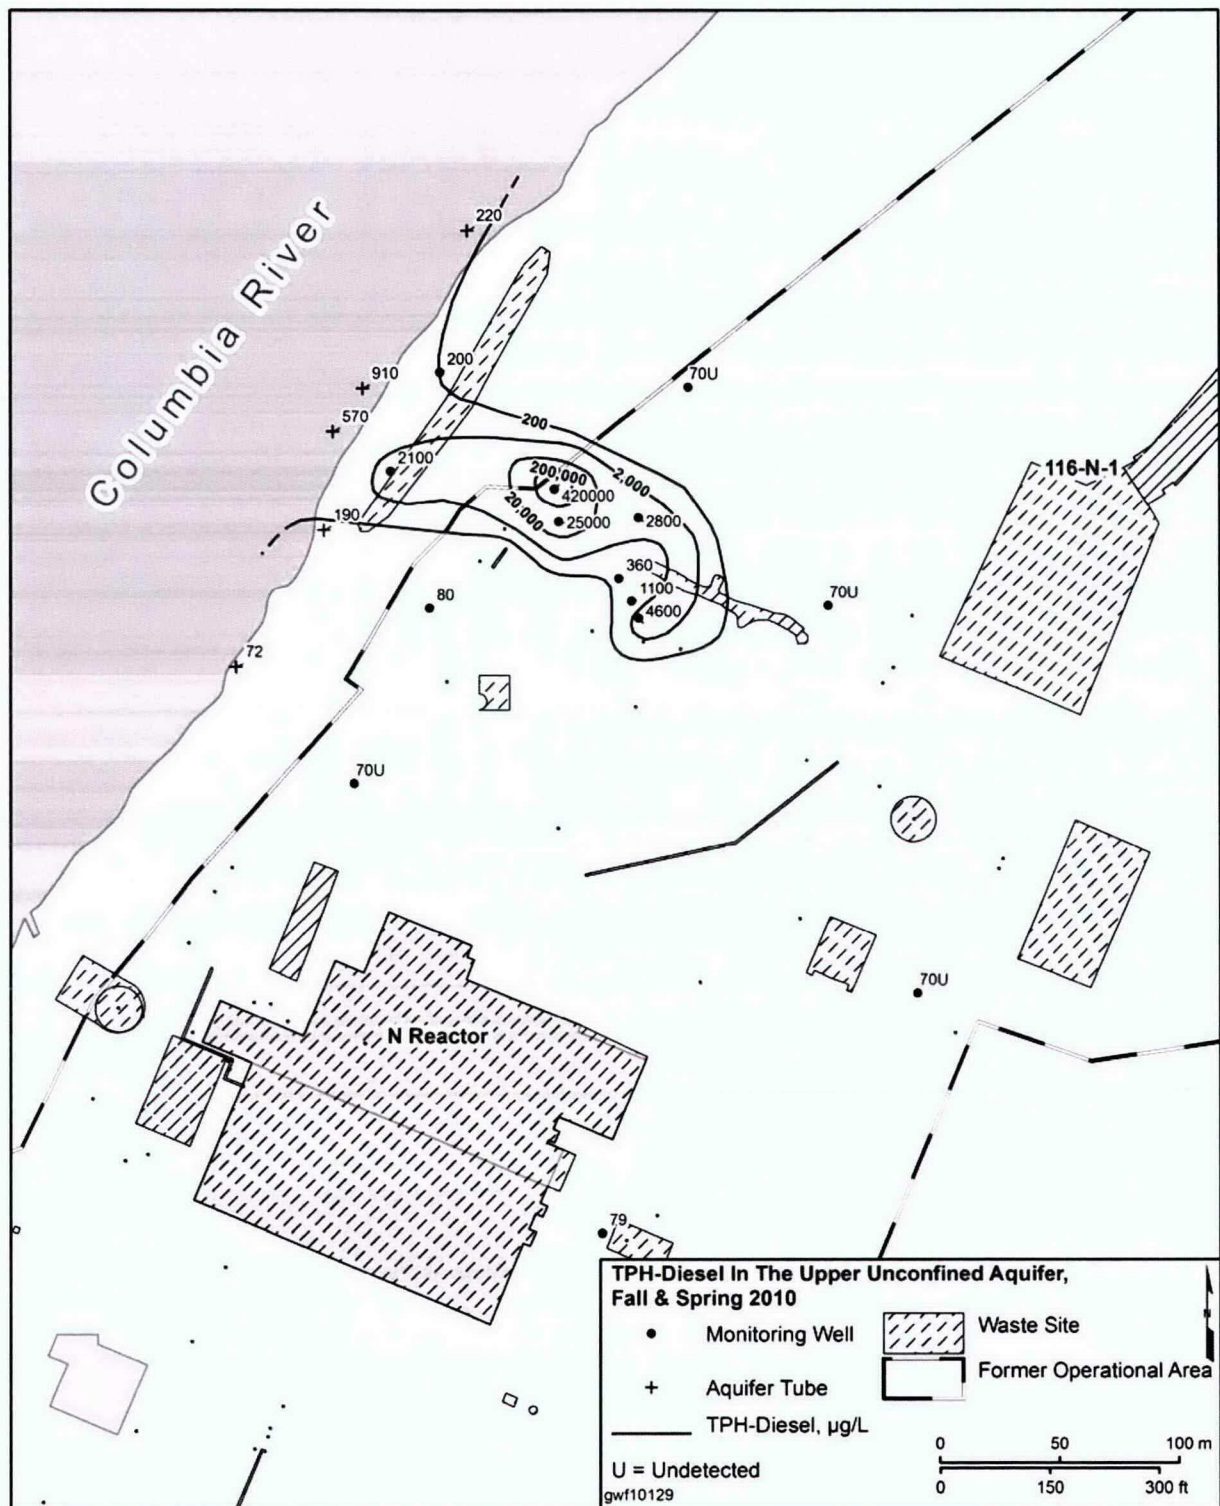 Columbia River
220
200
910
70U
570
200
2100
2,000
200,000
420000
116-N-1
20,000
25000
2800
190
360
1100
70U
80
4600
72
70U
70U
N Reactor
79
TPH-Diesel In The Upper Unconfined Aquifer,
Fall & Spring 2010
Monitoring Well
Waste Site
N
Former Operational Area
Aquifer Tube
TPH-Diesel, µg/L
0 50 100 m
U = Undetected
0 150 300 ft
gwf10129